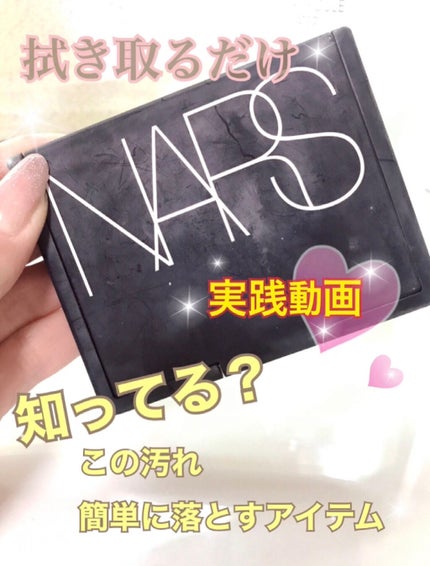 拭き取るだけ
NARS
実践動画
知ってる？
この汚れ
簡単に落とすアイテム